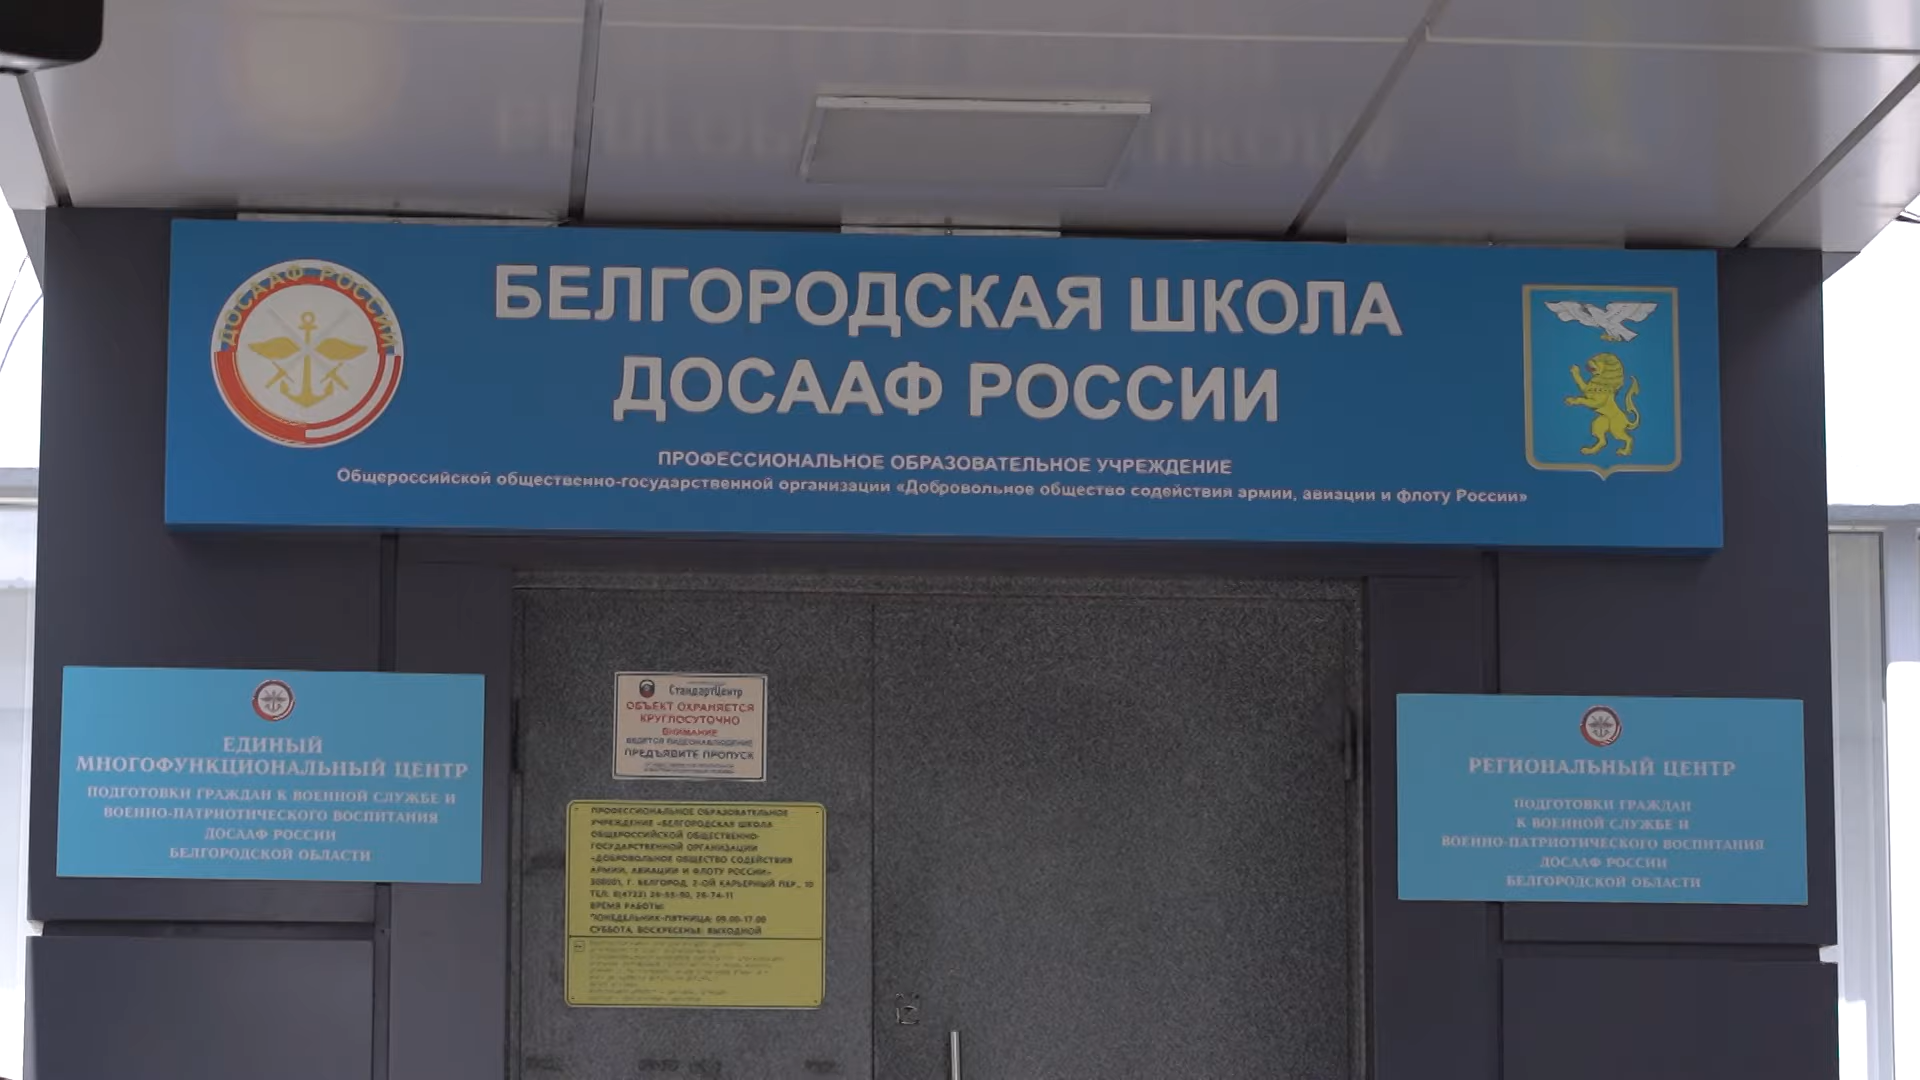 ДОСААФ РОССИИ
БЕЛГОРОДСКАЯ ШКОЛА
ДОСААФ РОССИИ
ПРОФЕССИОНАЛЬНОЕ ОБРАЗОВАТЕЛЬНОЕ УЧРЕЖДЕНИЕ
Общероссийской общественно-государственной организации «Добровольное общество содействия армии, авиации и флоту России»
ЕДИНЫЙ
МНОГОФУНКЦИОНАЛЬНЫЙ ЦЕНТР
ПОДГОТОВКИ ГРАЖДАН К ВОЕННОЙ СЛУЖБЕ И
ВОЕННО-ПАТРИОТИЧЕСКОГО ВОСПИТАНИЯ
ДОСААФ РОССИИ
БЕЛГОРОДСКОЙ ОБЛАСТИ
СтандартЦентр
ОБЪЕКТ ОХРАНЯЕТСЯ
КРУГЛОСУТОЧНО
ВНИМАНИЕ
ВЕДЕТСЯ ВИДЕОНАБЛЮДЕНИЕ
ПРЕДЪЯВИТЕ ПРОПУСК
ПРОФЕССИОНАЛЬНОЕ ОБРАЗОВАТЕЛЬНОЕ
УЧРЕЖДЕНИЕ «БЕЛГОРОДСКАЯ ШКОЛА
ОБЩЕРОССИЙСКОЙ ОБЩЕСТВЕННО-
ГОСУДАРСТВЕННОЙ ОРГАНИЗАЦИИ
«ДОБРОВОЛЬНОЕ ОБЩЕСТВО СОДЕЙСТВИЯ
АРМИИ, АВИАЦИИ И ФЛОТУ РОССИИ»
308001, Г. БЕЛГОРОД, 2-ОЙ КАРЬЕРНЫЙ ПЕР., 10
ТЕЛ. 8(4722)
ВРЕМЯ РАБОТЫ:
ПОНЕДЕЛЬНИК-ПЯТНИЦА: 09.00-17.00
СУББОТА, ВОСКРЕСЕНЬЕ: ВЫХОДНОЙ
РЕГИОНАЛЬНЫЙ ЦЕНТР
ПОДГОТОВКИ ГРАЖДАН
К ВОЕННОЙ СЛУЖБЕ И
ВОЕННО-ПАТРИОТИЧЕСКОГО ВОСПИТАНИЯ
ДОСААФ РОССИИ
БЕЛГОРОДСКОЙ ОБЛАСТИ